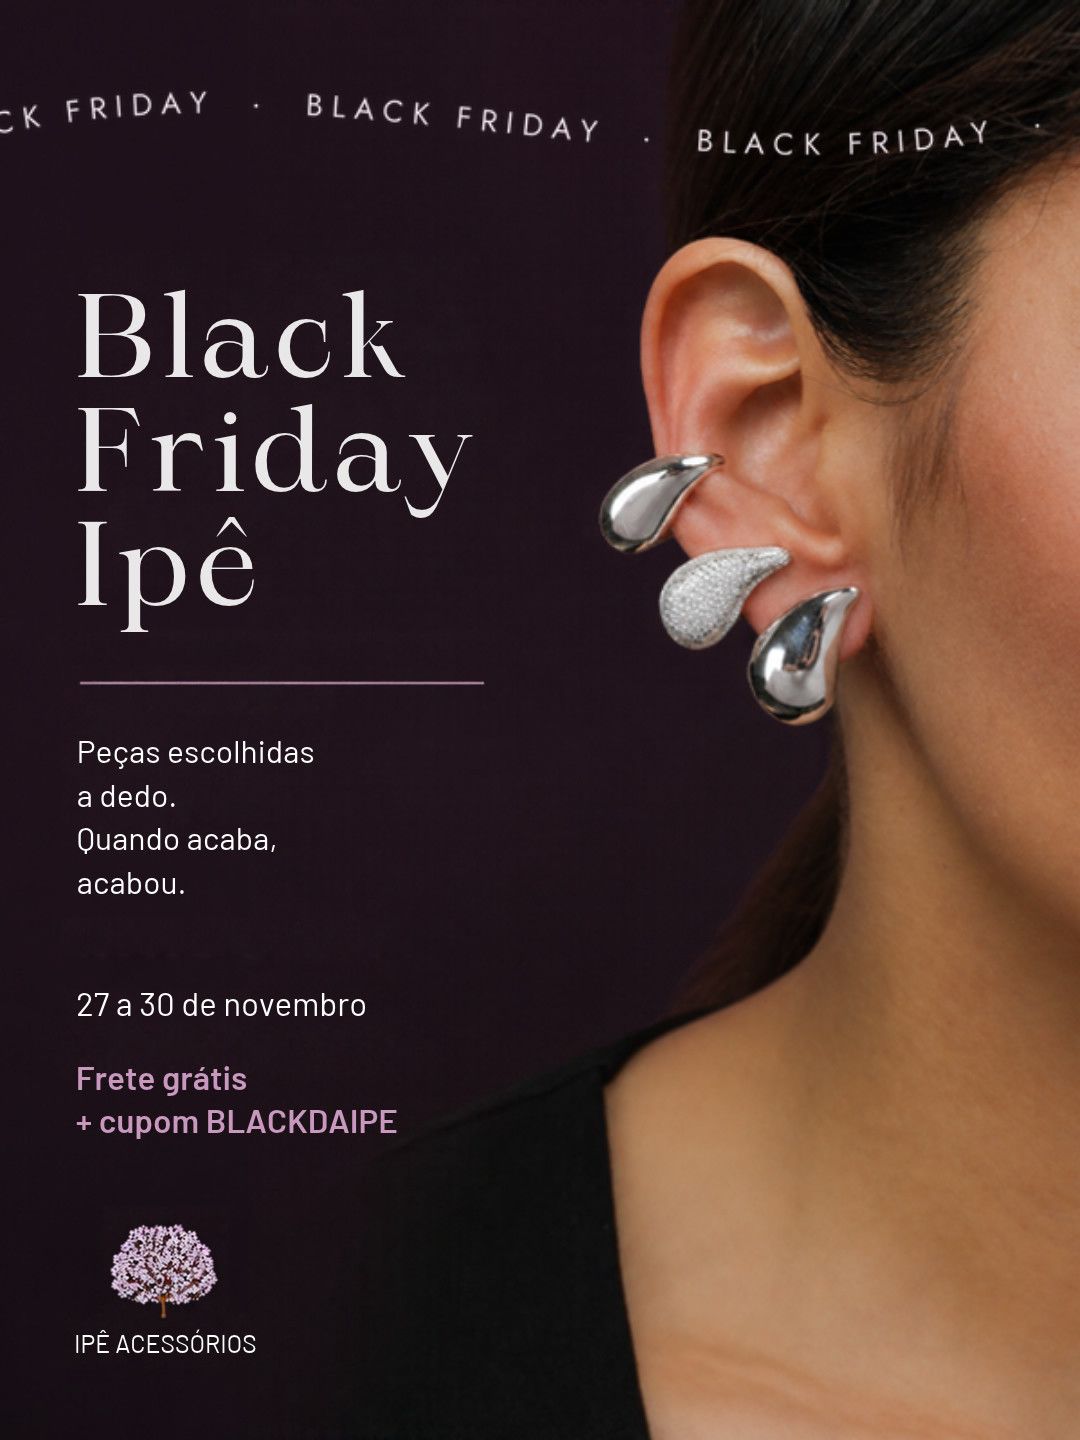 CK FRIDAY · BLACK FRIDAY · BLACK FRIDAY ·
Black
Friday
Ipê
Peças escolhidas
a dedo.
Quando acaba,
acabou.
27 a 30 de novembro
Frete grátis
+ cupom BLACKDAIPE
IPÊ ACESSÓRIOS